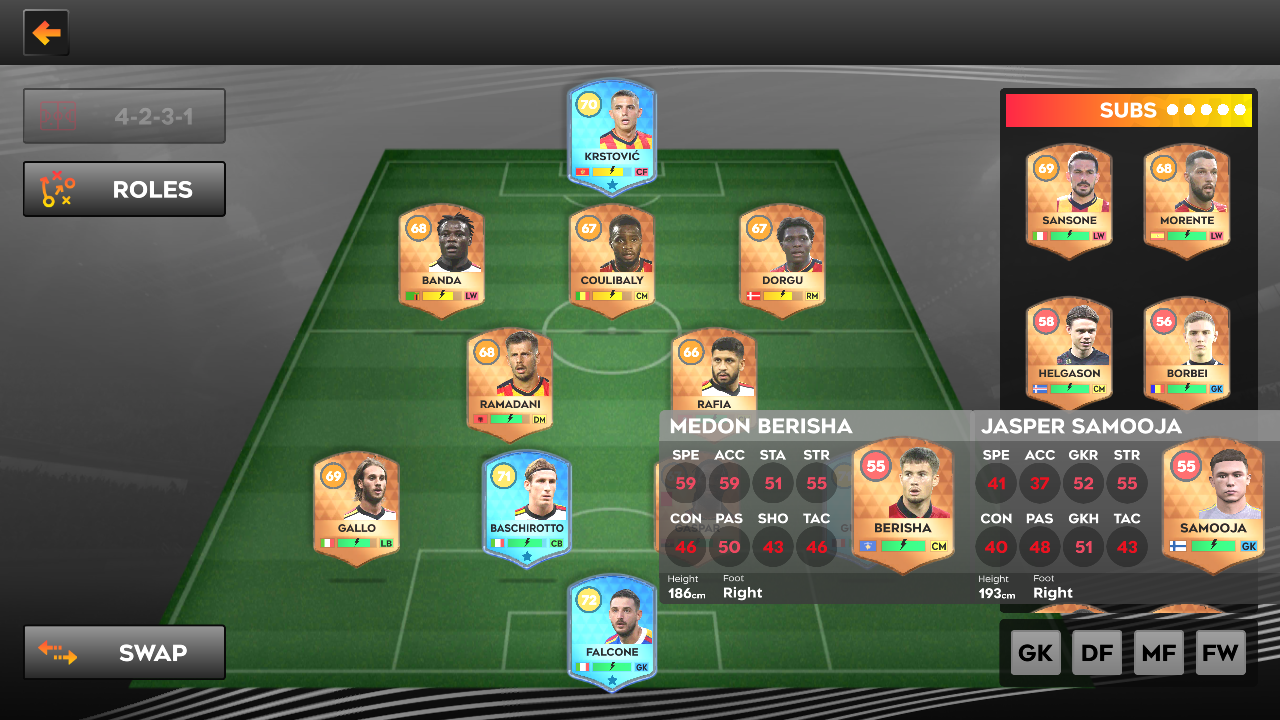 4-2-3-1
ROLES
SWAP
70
KRSTOVIĆ
CF
68
BANDA
LW
67
COULIBALY
CM
67
DORGU
RM
68
RAMADANI
DM
66
RAFIA
69
GALLO
LB
71
BASCHIROTTO
CB
72
FALCONE
GK
SUBS
69
SANSONE
LW
68
MORENTE
LW
58
HELGASON
CM
56
BORBEI
GK
MEDON BERISHA
SPE ACC STA STR
59 59 51 55
CON PAS SHO TAC
46 50 43 46
Height Foot
186cm Right
55
BERISHA
CM
JASPER SAMOOJA
SPE ACC GKR STR
41 37 52 55
CON PAS GKH TAC
40 48 51 43
Height Foot
193cm Right
55
SAMOOJA
GK
GK DF MF FW